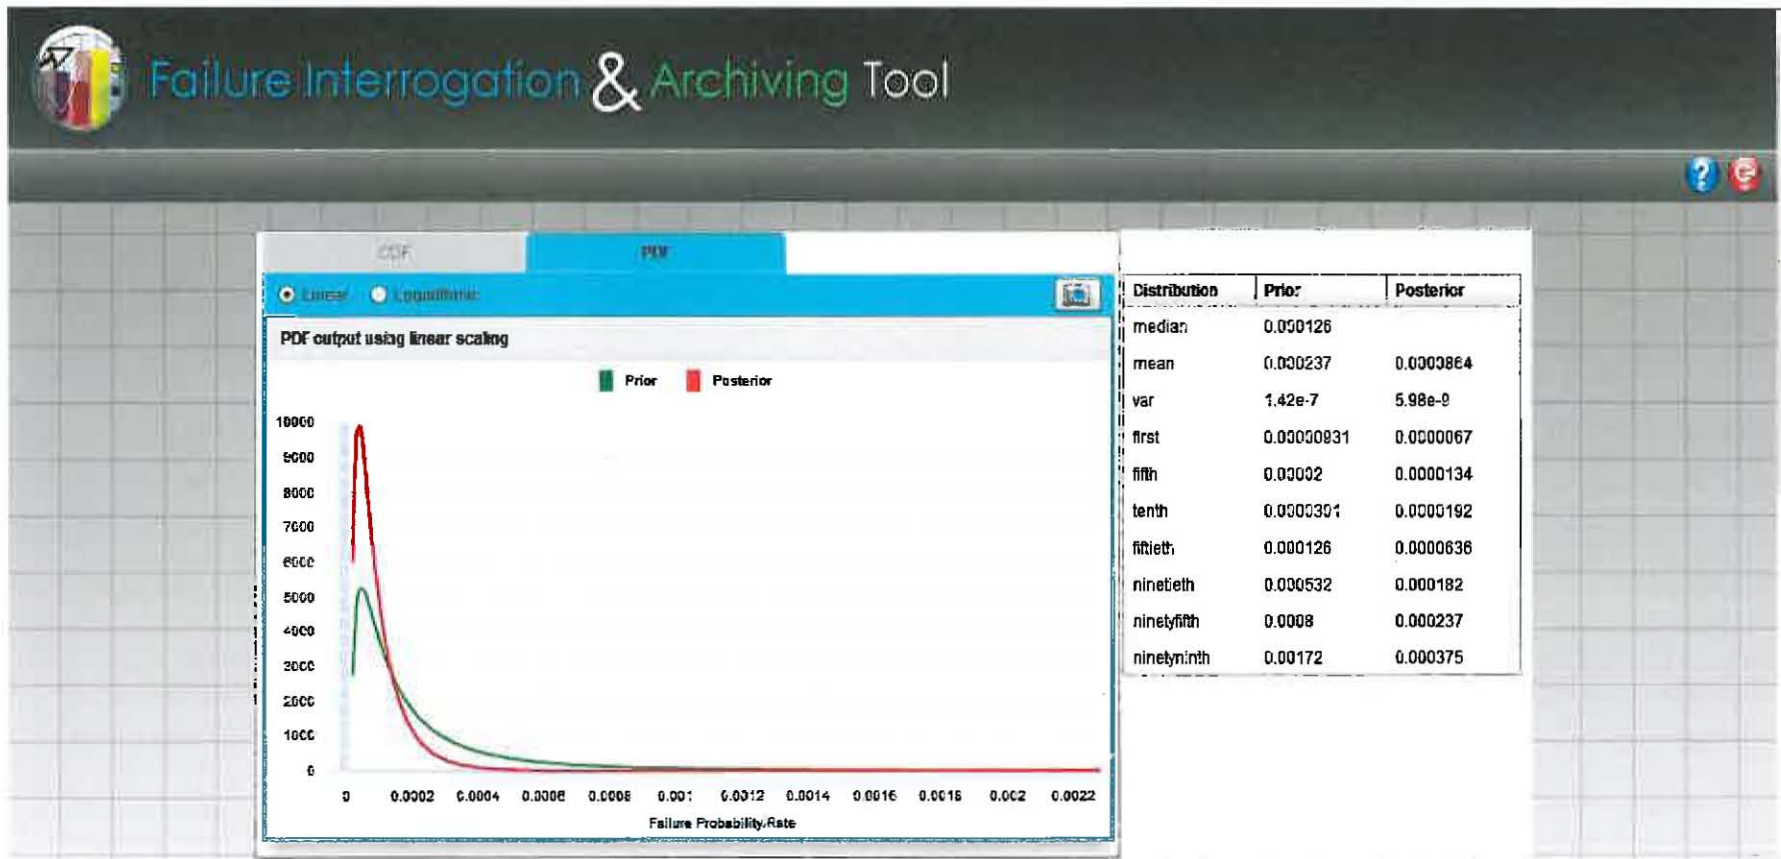 Failure Interrogation & Archiving Tool
CDF PDF
Linear Logarithmic
PDF output using linear scaling
Prior Posterior
10000
9000
8000
7000
6000
5000
4000
3000
2000
1000
0
0 0.0002 0.0004 0.0006 0.0008 0.001 0.0012 0.0014 0.0016 0.0018 0.002 0.0022
Failure Probability/Rate
Distribution Prior Posterior
median 0.000126
mean 0.000237 0.0000864
var 1.42e-7 5.98e-9
first 0.00000931 0.0000067
fifth 0.00002 0.0000134
tenth 0.0000301 0.0000192
fiftieth 0.000126 0.0000636
ninetieth 0.000532 0.000182
ninetyfifth 0.0008 0.000237
ninetyninth 0.00172 0.000375